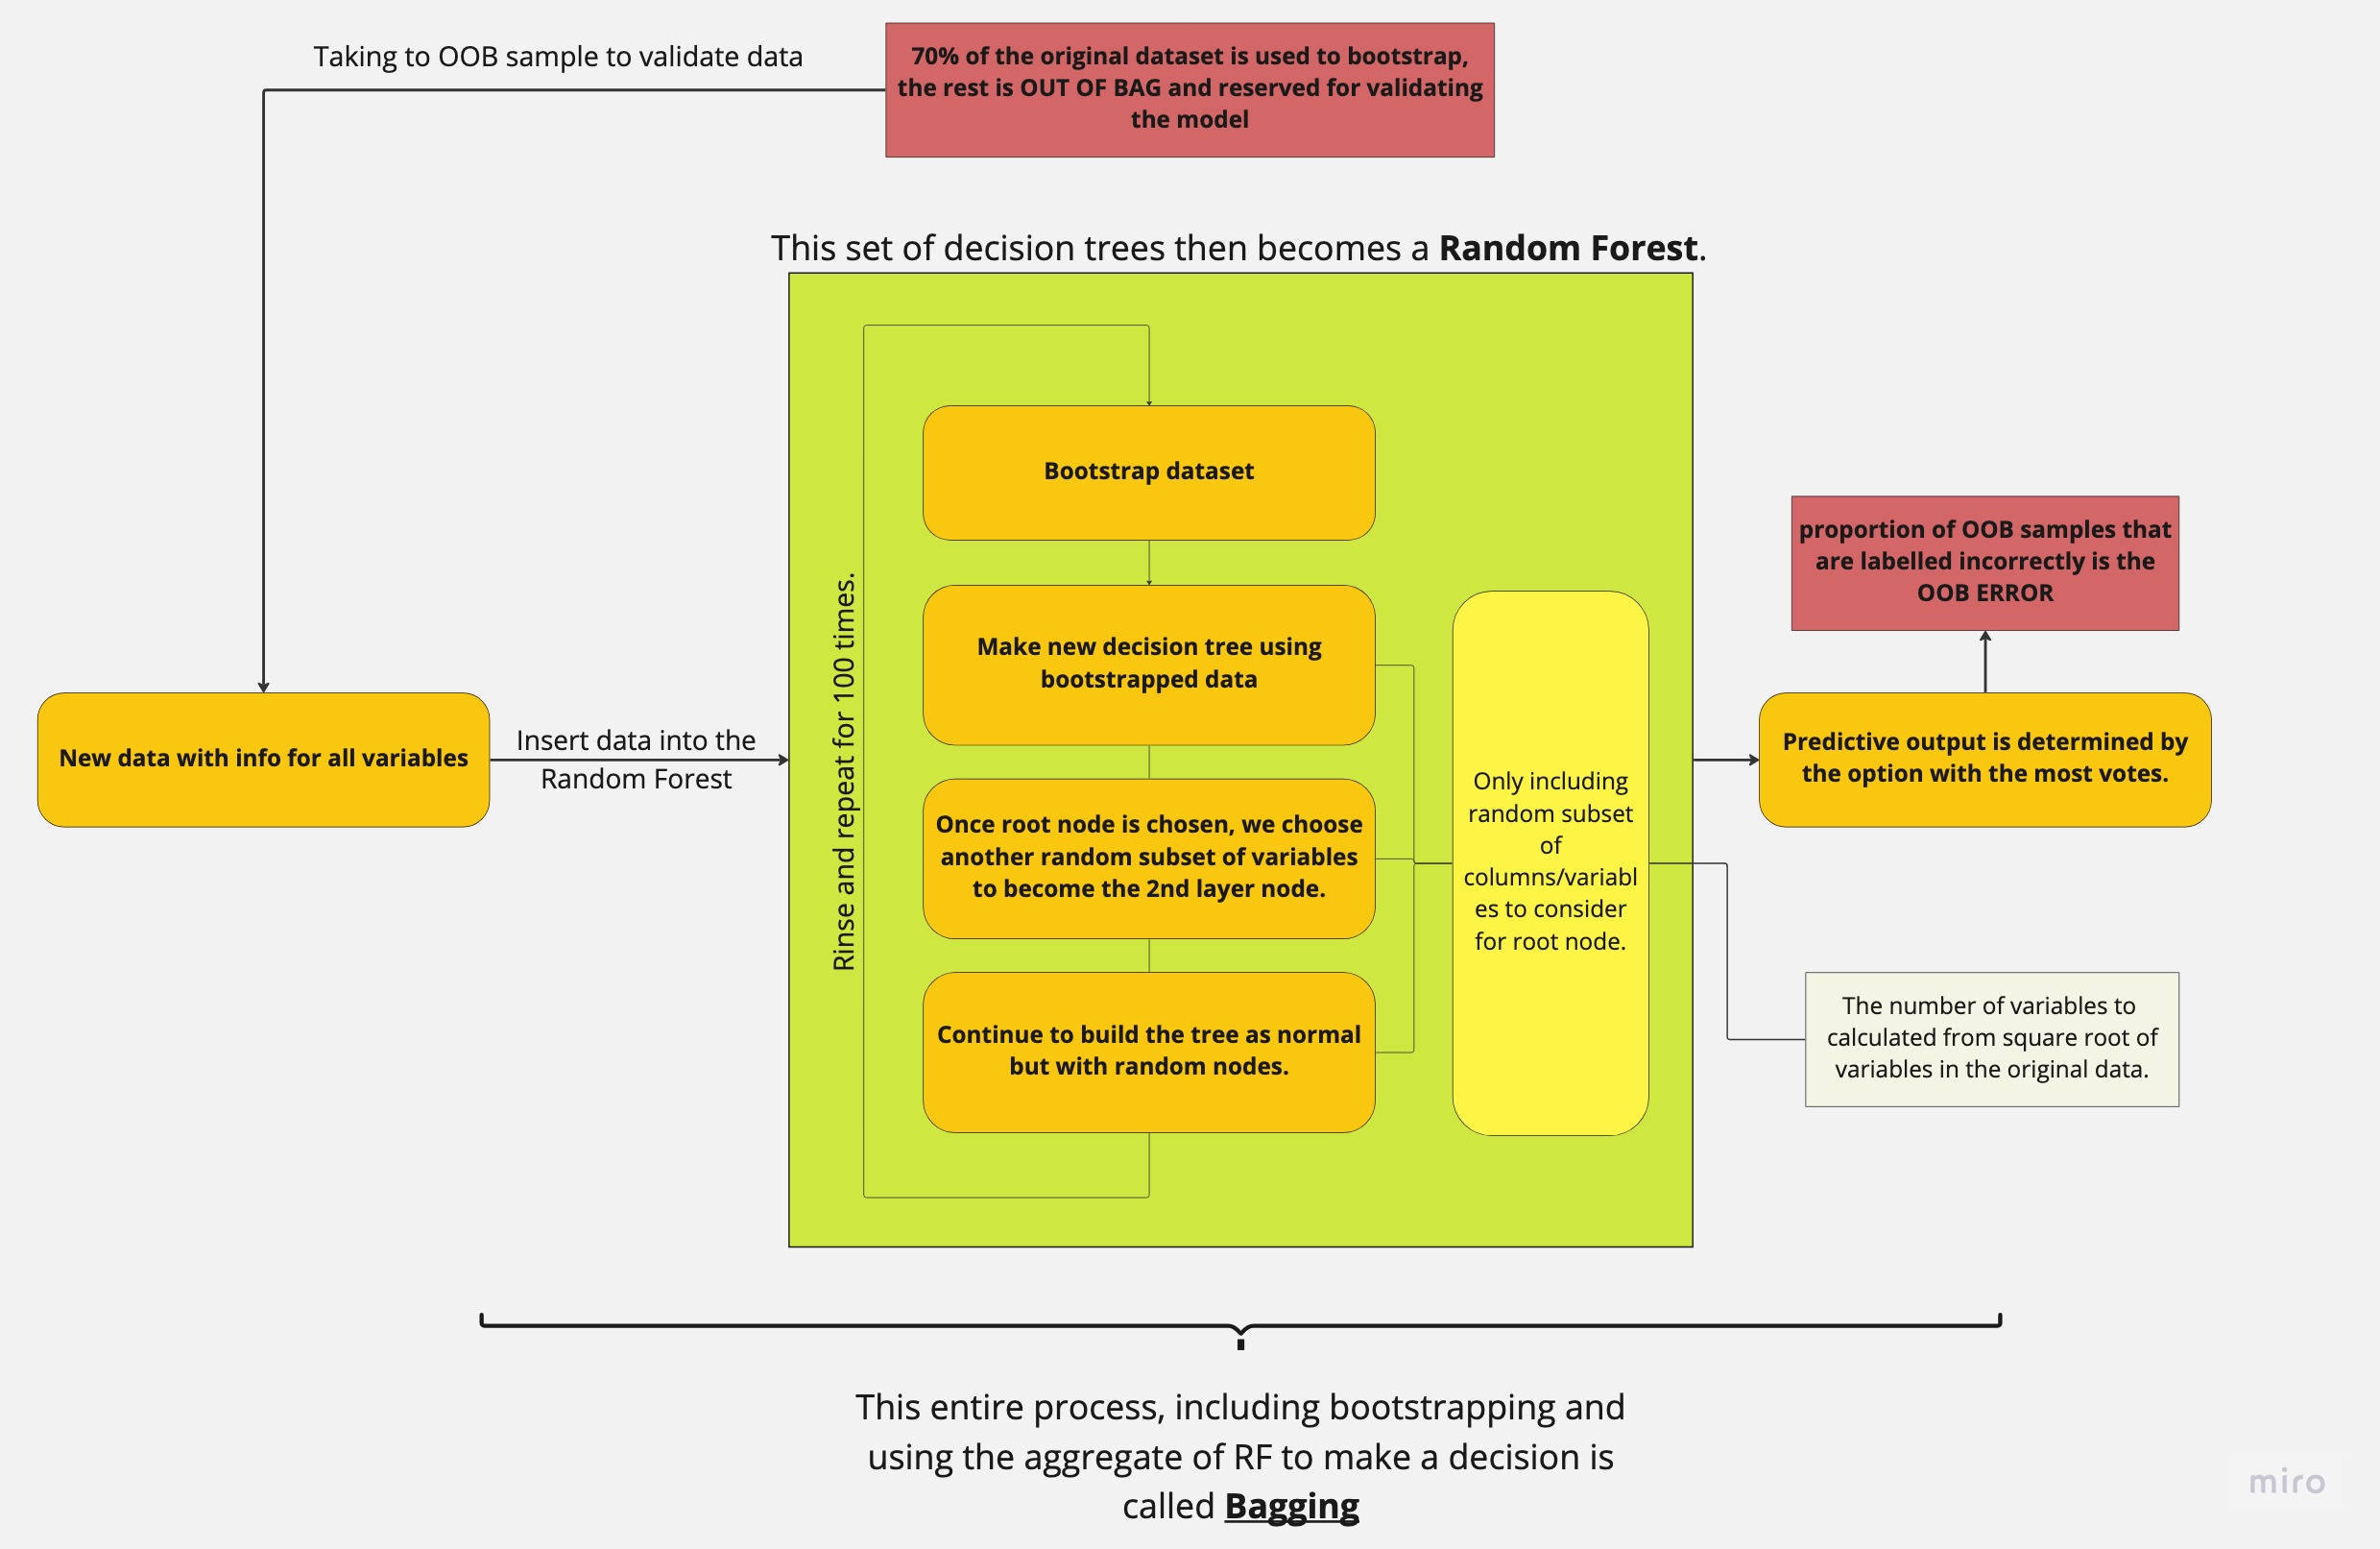 Taking to OOB sample to validate data
70% of the original dataset is used to bootstrap,
the rest is OUT OF BAG and reserved for validating
the model
This set of decision trees then becomes a Random Forest.
Rinse and repeat for 100 times.
Bootstrap dataset
Make new decision tree using
bootstrapped data
Once root node is chosen, we choose
another random subset of variables
to become the 2nd layer node.
Continue to build the tree as normal
but with random nodes.
Only including
random subset
of
columns/variabl
es to consider
for root node.
New data with info for all variables
Insert data into the
Random Forest
proportion of OOB samples that
are labelled incorrectly is the
OOB ERROR
Predictive output is determined by
the option with the most votes.
The number of variables to
calculated from square root of
variables in the original data.
This entire process, including bootstrapping and
using the aggregate of RF to make a decision is
called Bagging
miro